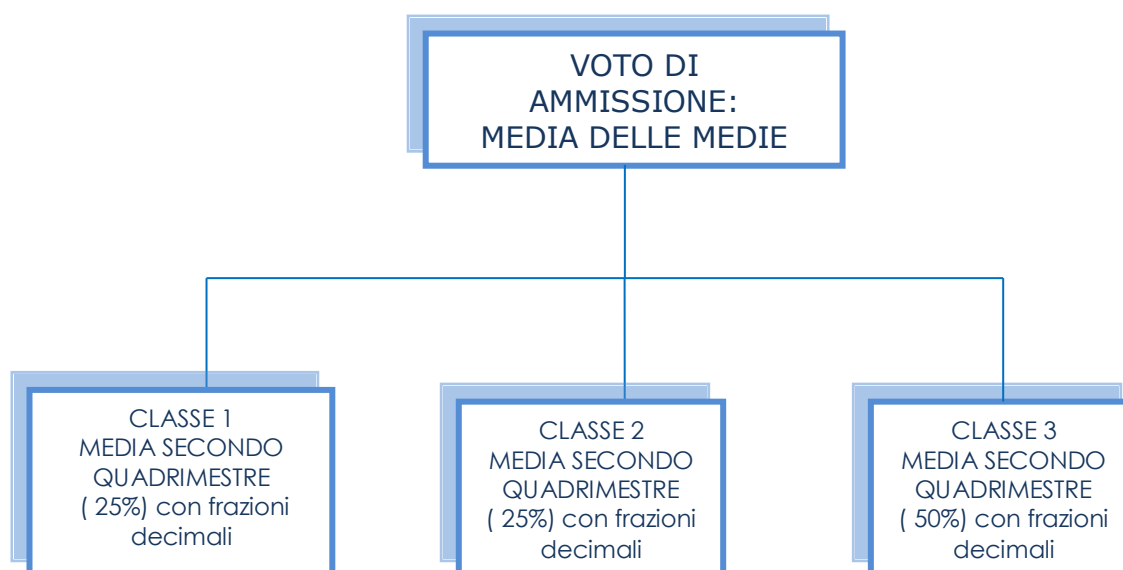 VOTO DI
AMMISSIONE:
MEDIA DELLE MEDIE
CLASSE 1
MEDIA SECONDO
QUADRIMESTRE
( 25%) con frazioni
decimali
CLASSE 2
MEDIA SECONDO
QUADRIMESTRE
( 25%) con frazioni
decimali
CLASSE 3
MEDIA SECONDO
QUADRIMESTRE
( 50%) con frazioni
decimali